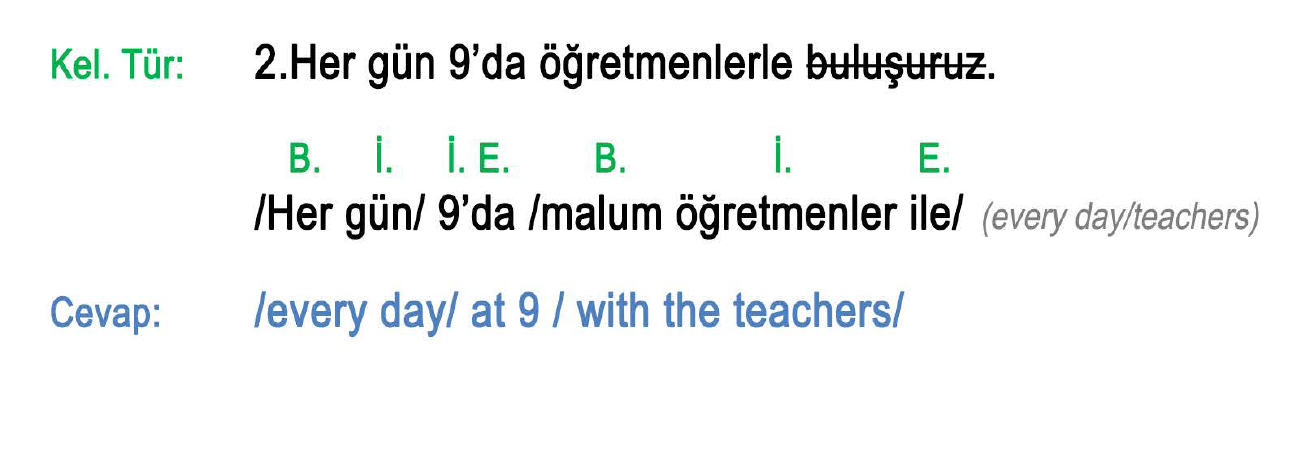 Kel. Tür: 2.Her gün 9’da öğretmenlerle buluşuruz.
B. İ. İ. E. B. İ. E.
/Her gün/ 9’da /malum öğretmenler ile/ (every day/teachers)
Cevap: /every day/ at 9 / with the teachers/